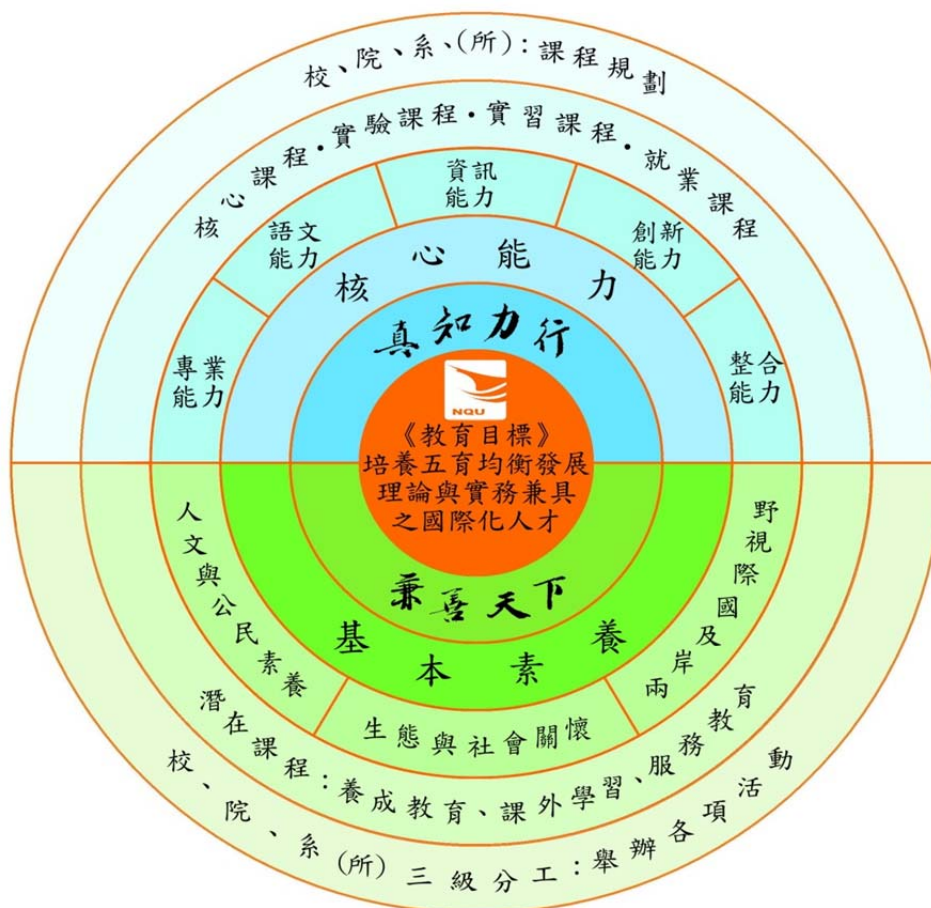 校、院、系、(所)：課程規劃
核心課程‧實驗課程‧實習課程‧就業課程
專業
能力
語文
能力
資訊
能力
創新
能力
整合
能力
核心能力
真知力行
NQU
《教育目標》
培養五育均衡發展
理論與實務兼具
之國際化人才
兼善天下
基本素養
人文與公民素養
生態與社會關懷
兩岸及國際視野
潛在課程：養成教育、課外學習、服務教育
校、院、系(所)三級分工：舉辦各項活動